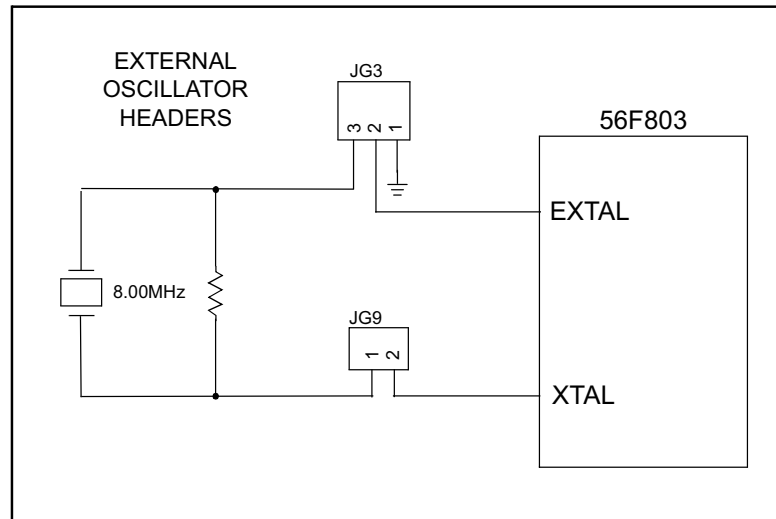 EXTERNAL
OSCILLATOR
HEADERS
JG3
3 2 1
56F803
EXTAL
8.00MHz
JG9
1 2
XTAL